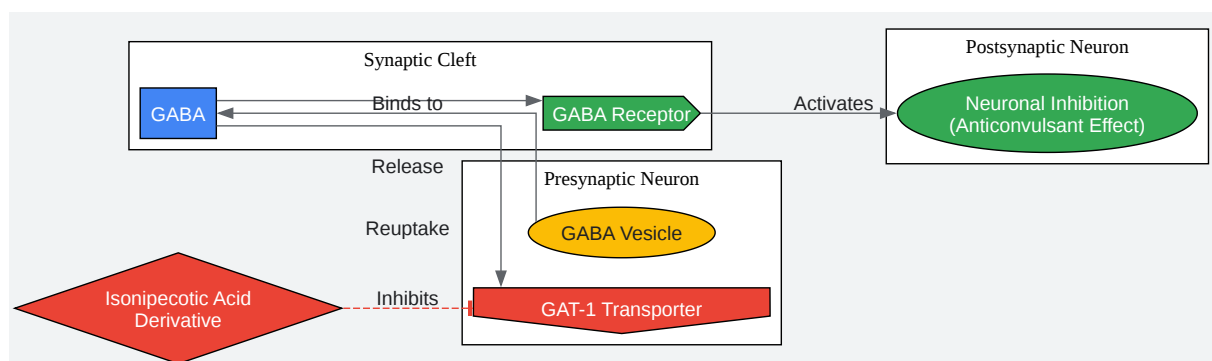 Synaptic Cleft
Postsynaptic Neuron
GABA
Binds to
GABA Receptor
Activates
Neuronal Inhibition
(Anticonvulsant Effect)
Release
Presynaptic Neuron
Reuptake
GABA Vesicle
Isonipecotic Acid
Derivative
Inhibits
GAT-1 Transporter